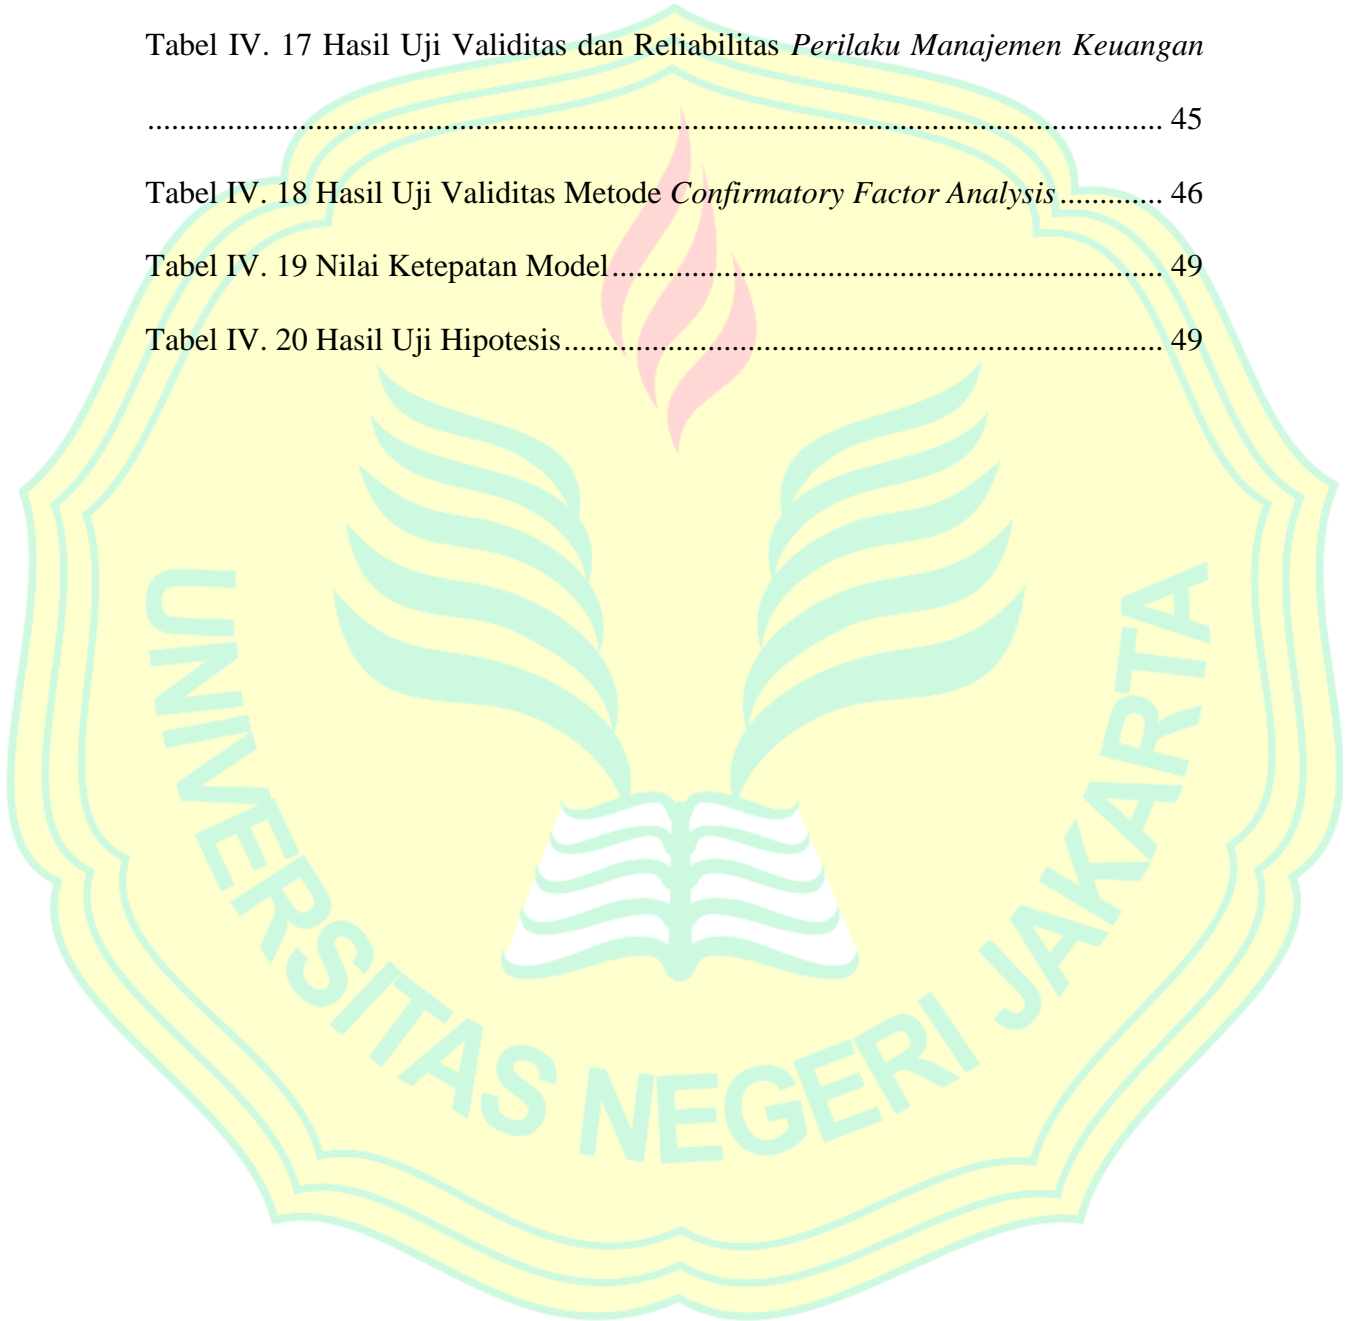 Tabel IV. 17 Hasil Uji Validitas dan Reliabilitas Perilaku Manajemen Keuangan
............................................................................................................................... 45
Tabel IV. 18 Hasil Uji Validitas Metode Confirmatory Factor Analysis ............. 46
Tabel IV. 19 Nilai Ketepatan Model ..................................................................... 49
Tabel IV. 20 Hasil Uji Hipotesis ........................................................................... 49
UNIVERSITAS NEGERI JAKARTA